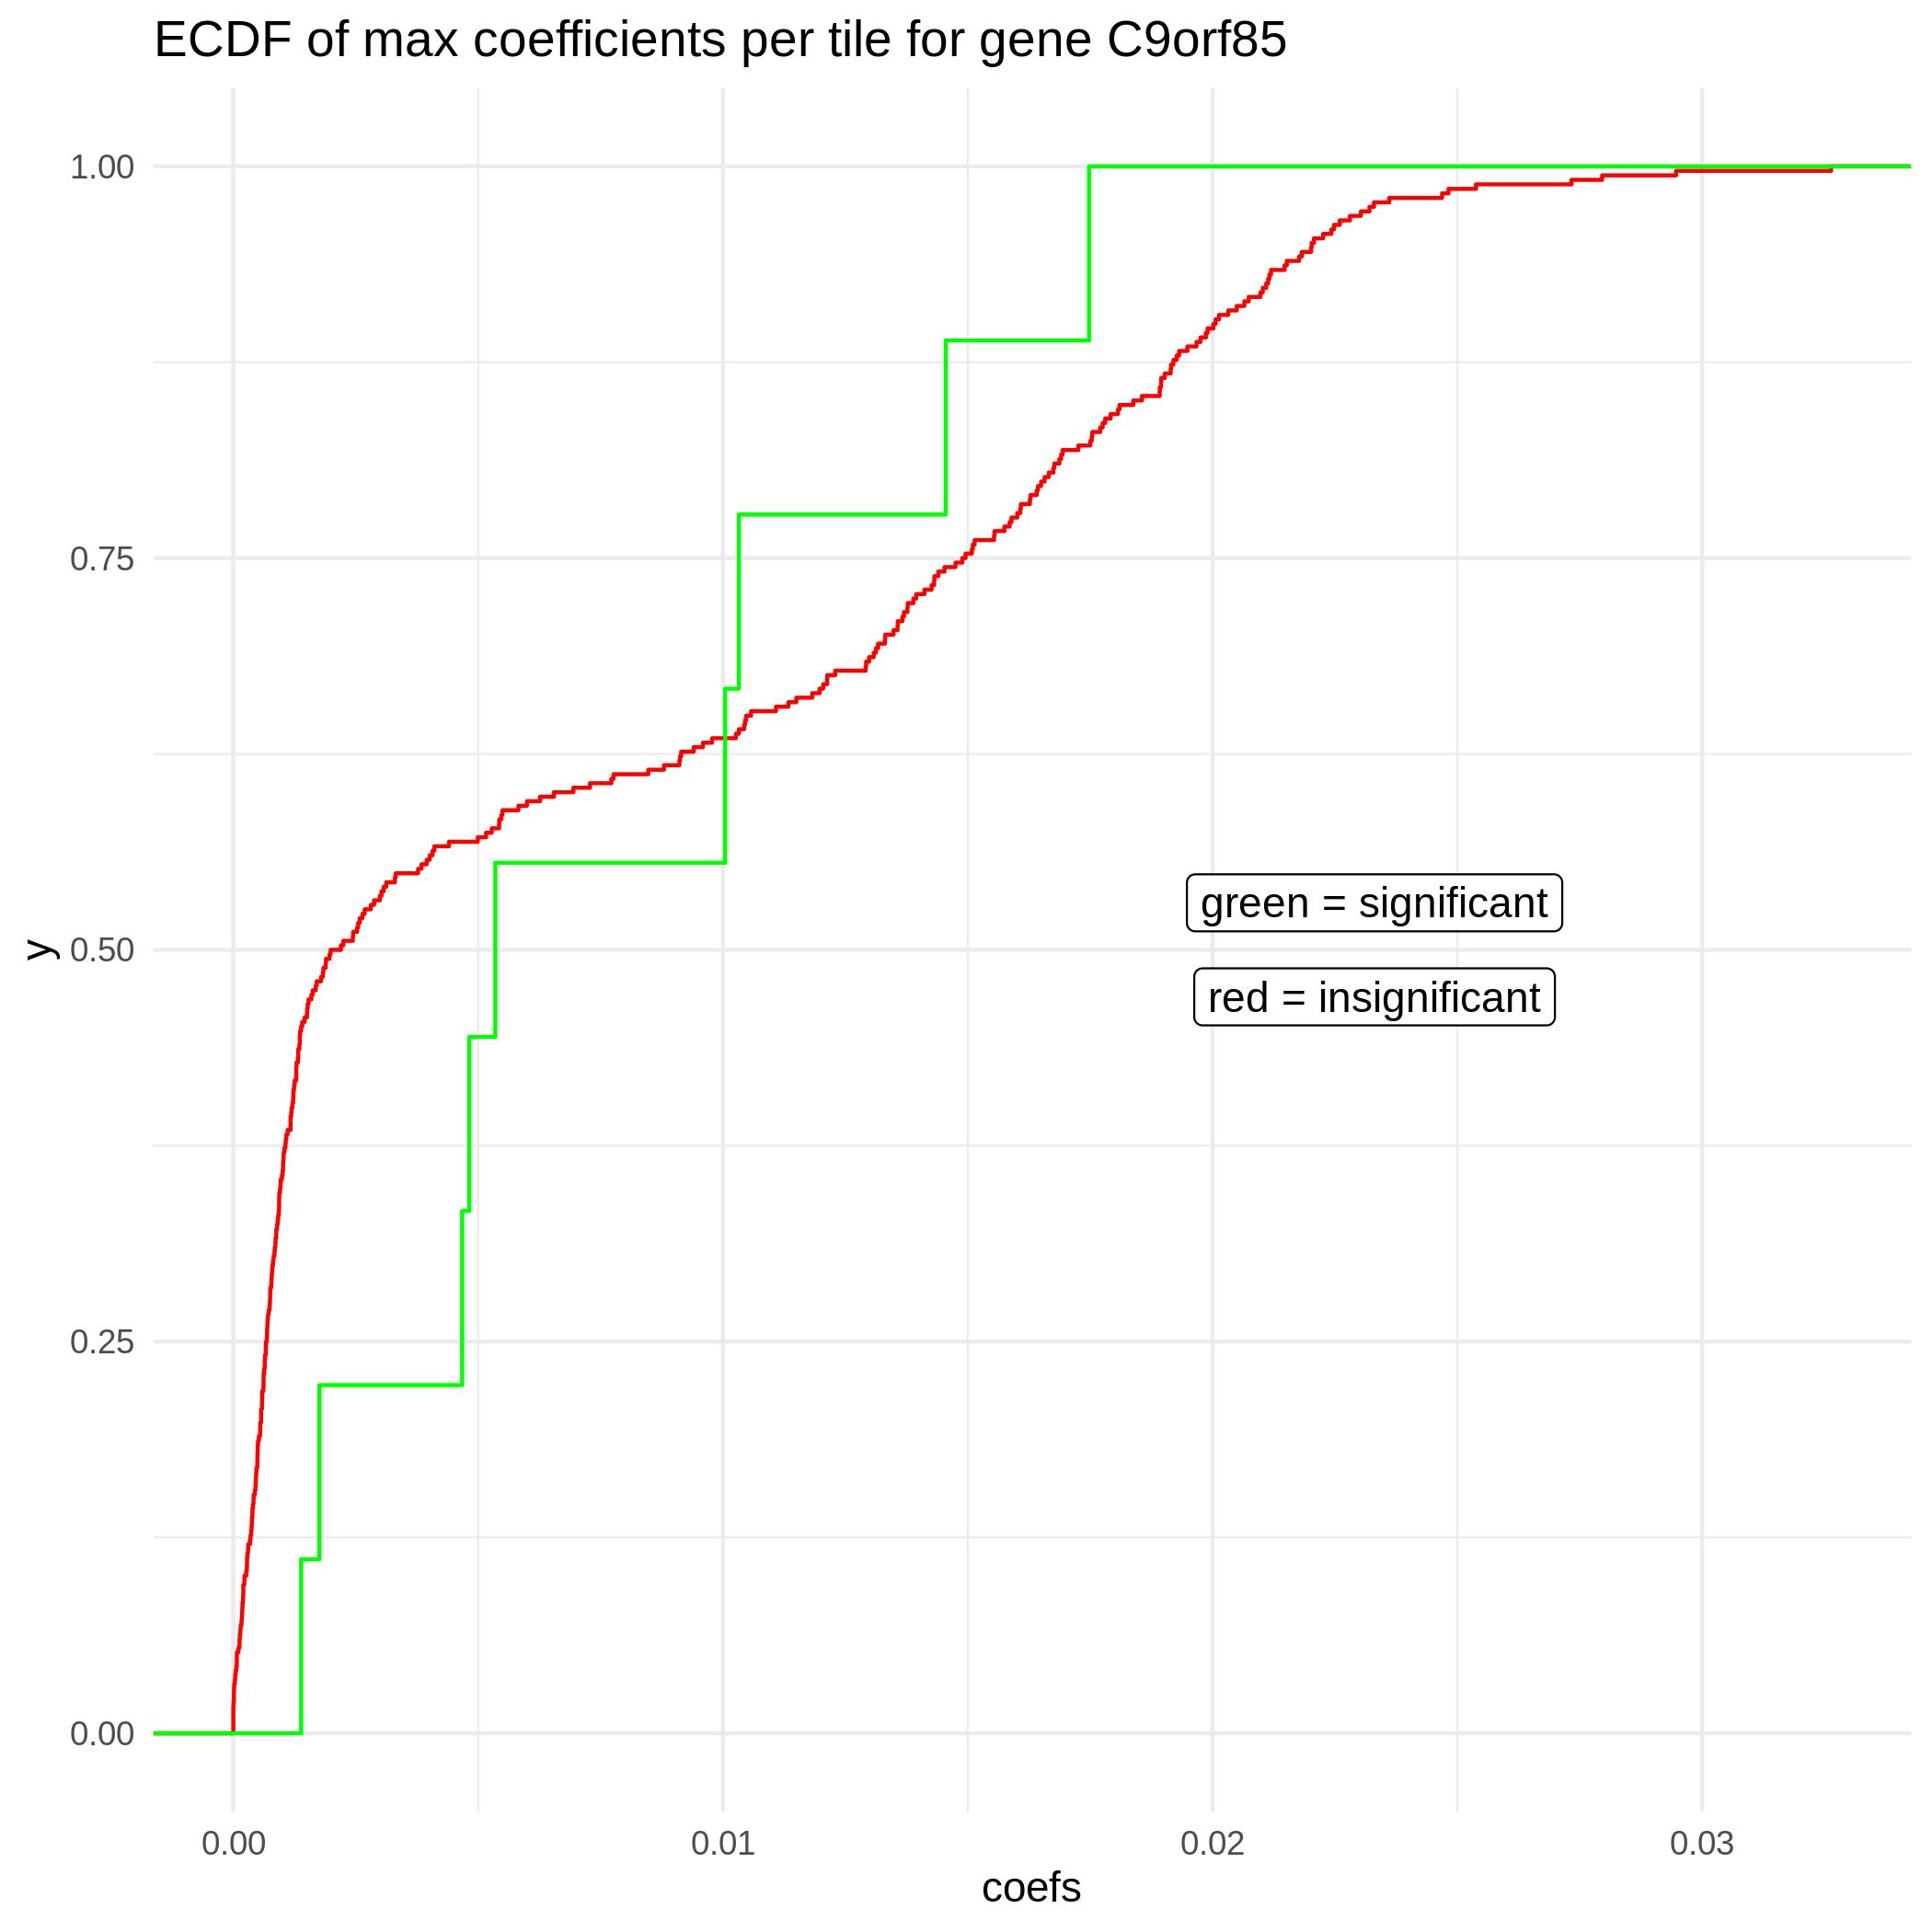 ECDF of max coefficients per tile for gene C9orf85
1.00
0.75
0.50
0.25
0.00
y
green = significant
red = insignificant
0.00 0.01 0.02 0.03
coefs